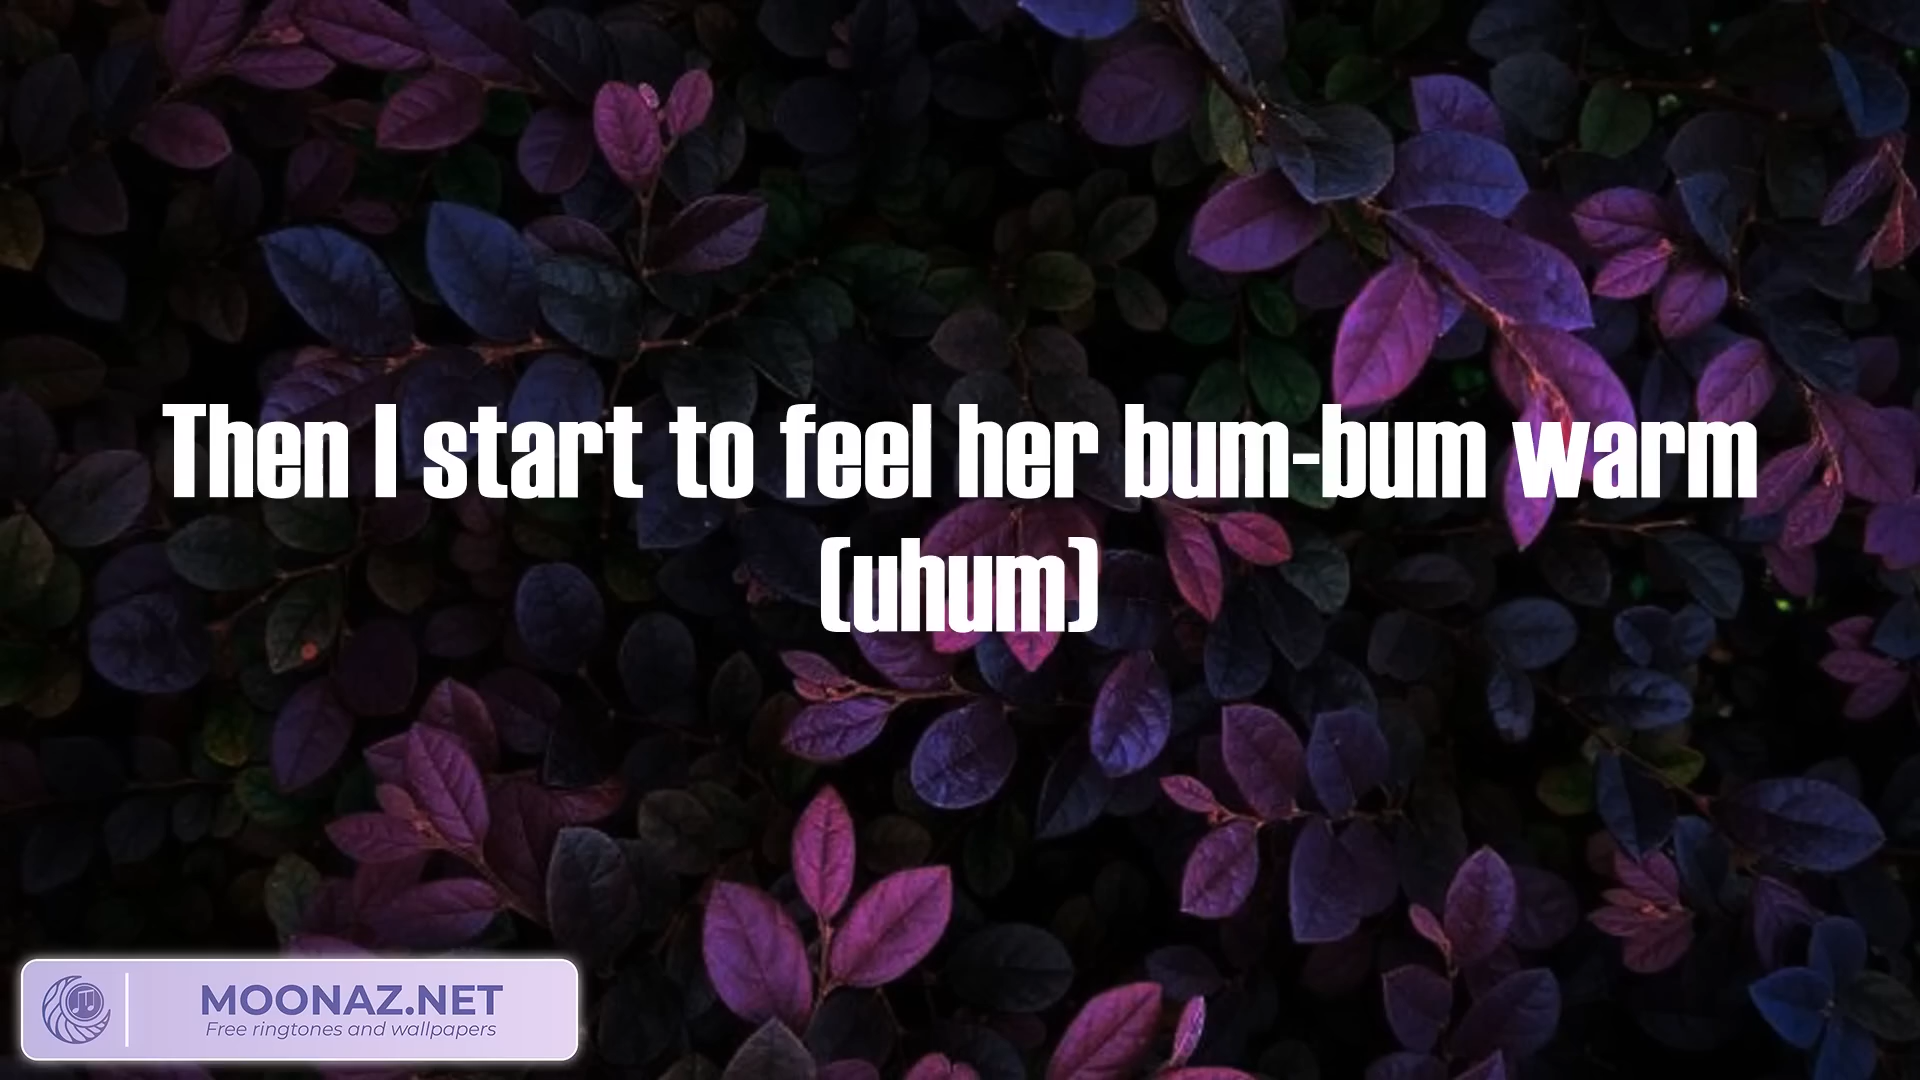 Then I start to feel her bum-bum warm
(uhum)
MOONAZ.NET
Free ringtones and wallpapers